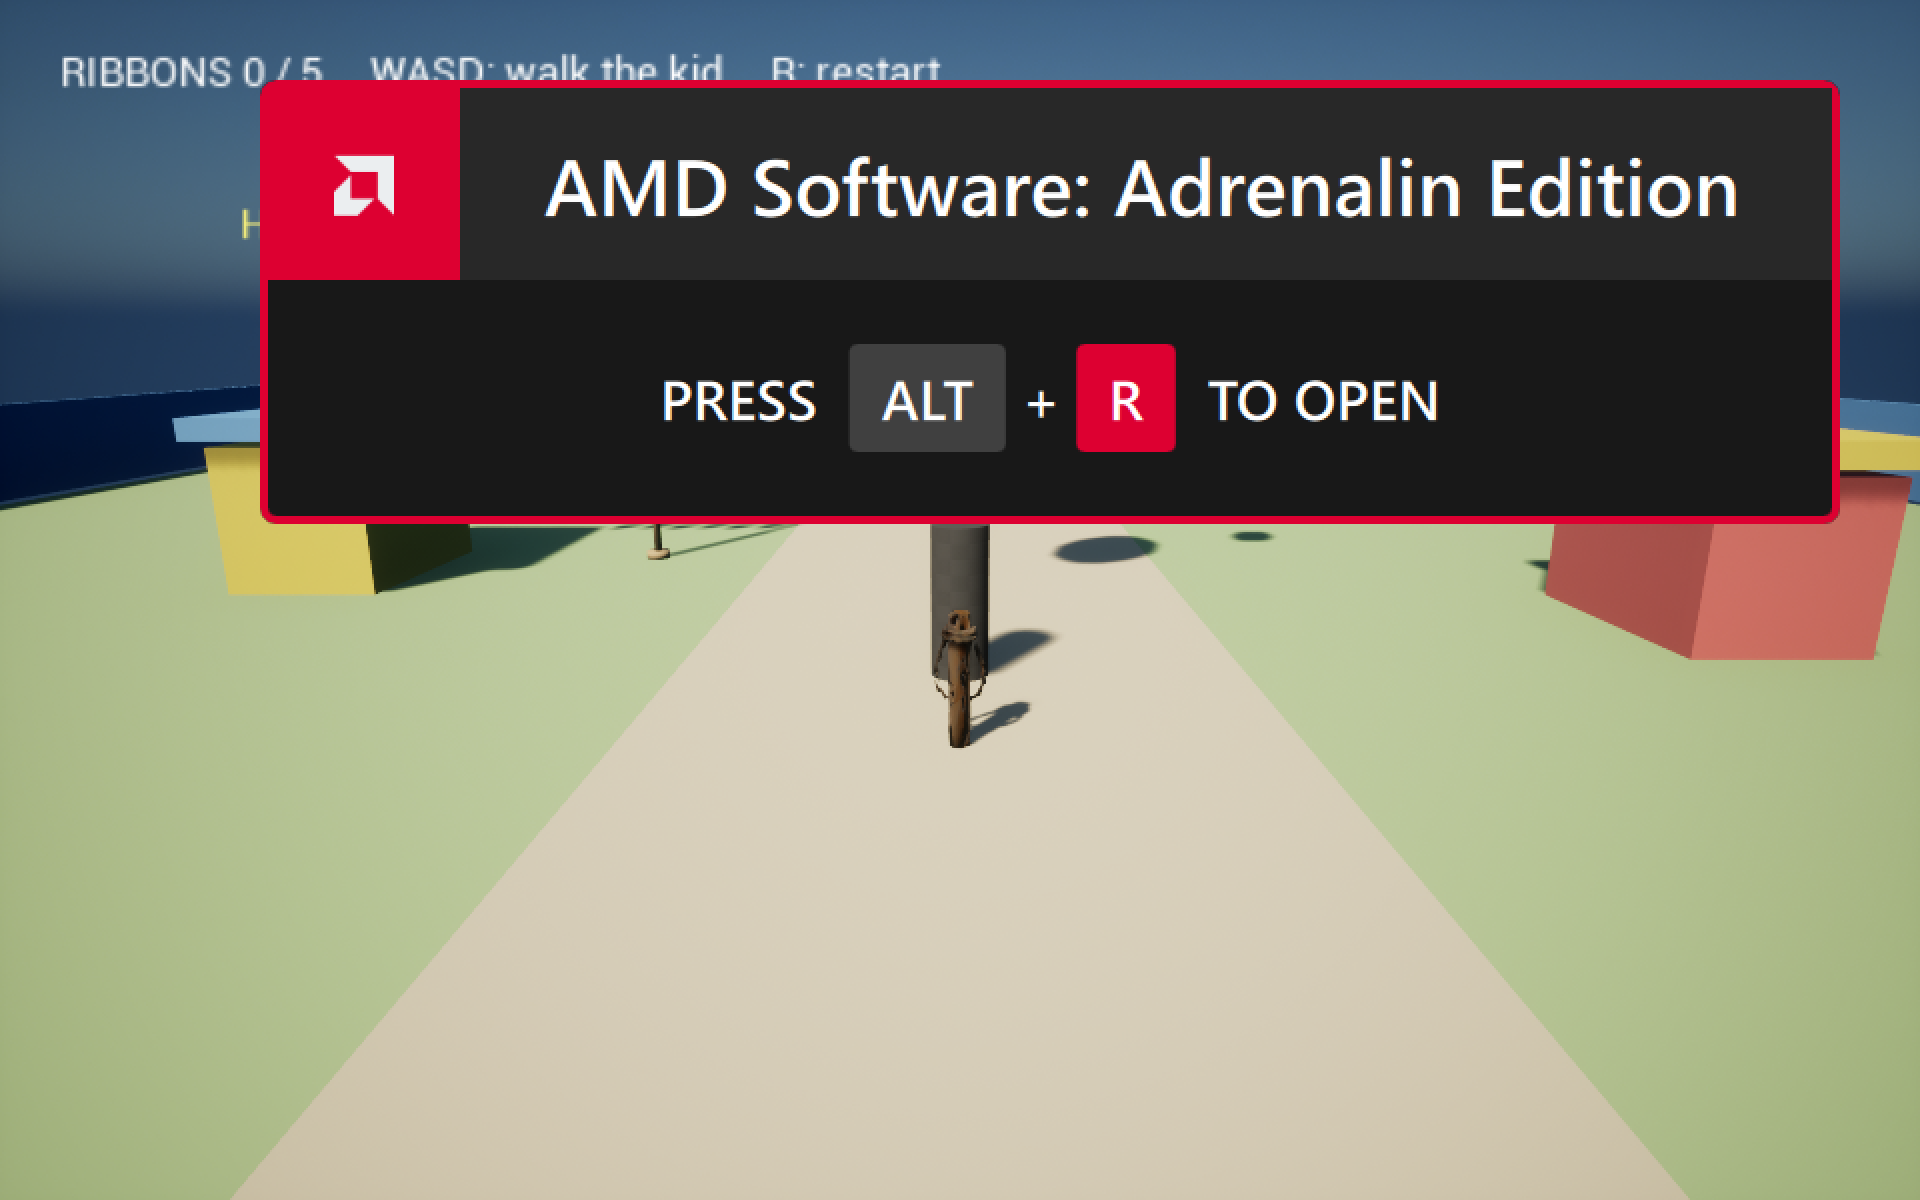 RIBBONS 0 / 5 WASD: walk the kid R: restart
AMD Software: Adrenalin Edition
PRESS ALT + R TO OPEN